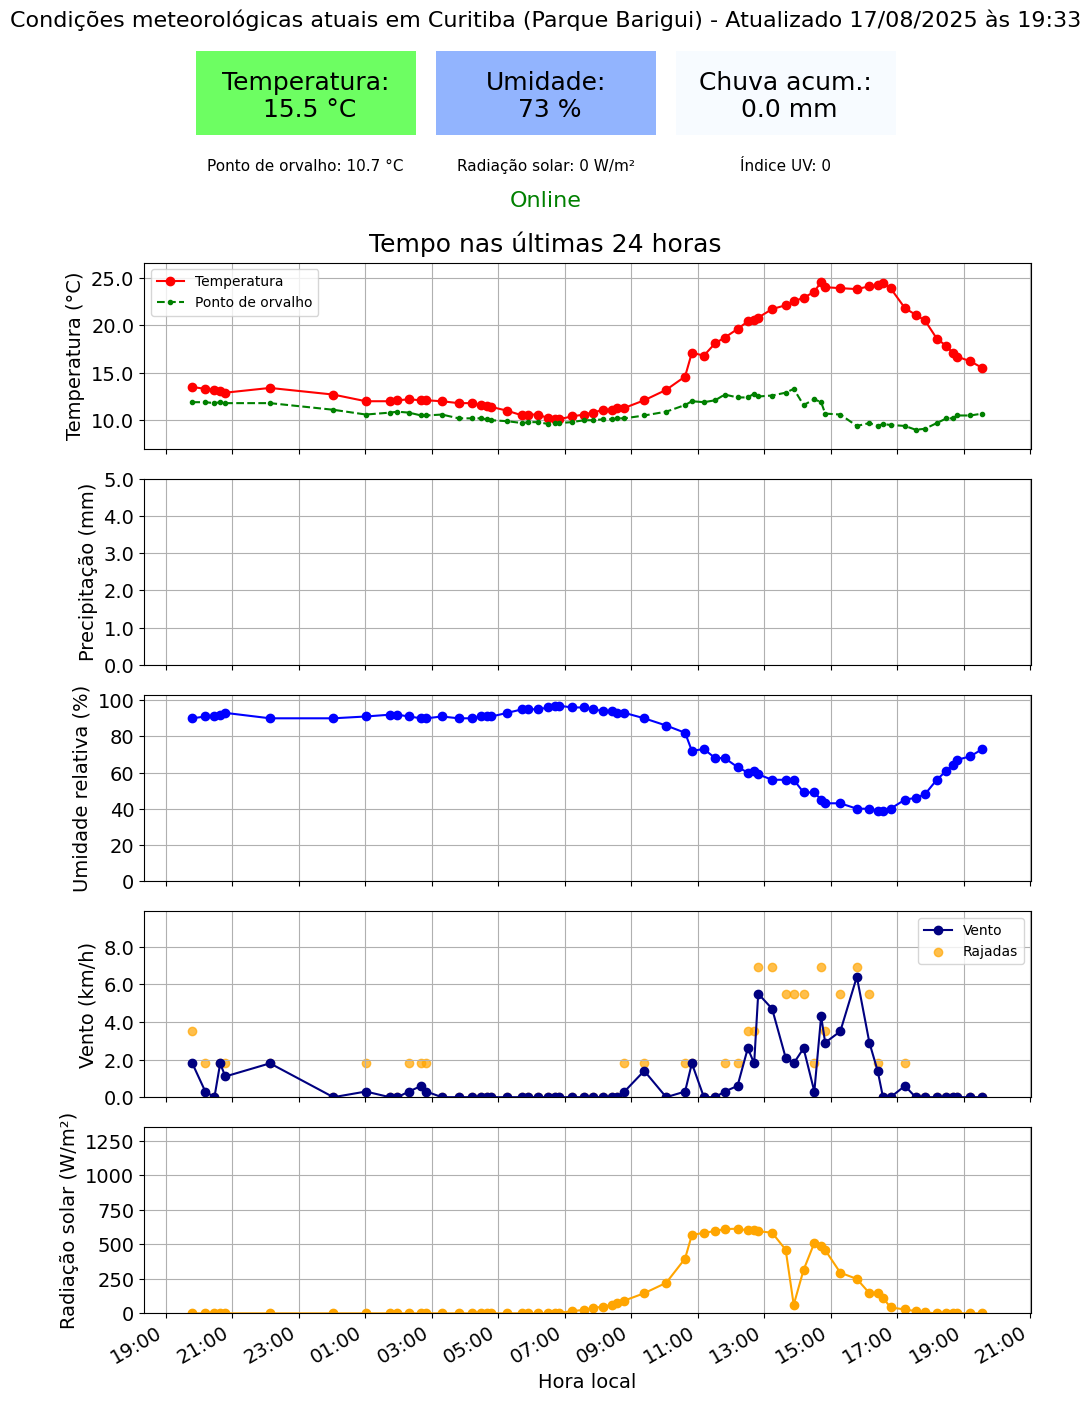 Condições meteorológicas atuais em Curitiba (Parque Barigui) - Atualizado 17/08/2025 às 19:33
Temperatura:
15.5 °C
Umidade:
73 %
Chuva acum.:
0.0 mm
Ponto de orvalho: 10.7 °C
Radiação solar: 0 W/m²
Índice UV: 0
Online
Tempo nas últimas 24 horas
Temperatura (°C)
25.0
20.0
15.0
10.0
Temperatura
Ponto de orvalho
Precipitação (mm)
5.0
4.0
3.0
2.0
1.0
0.0
Umidade relativa (%)
100
80
60
40
20
0
Vento (km/h)
8.0
6.0
4.0
2.0
0.0
Vento
Rajadas
Radiação solar (W/m²)
1250
1000
750
500
250
0
19:00
21:00
23:00
01:00
03:00
05:00
07:00
09:00
11:00
13:00
15:00
17:00
19:00
21:00
Hora local